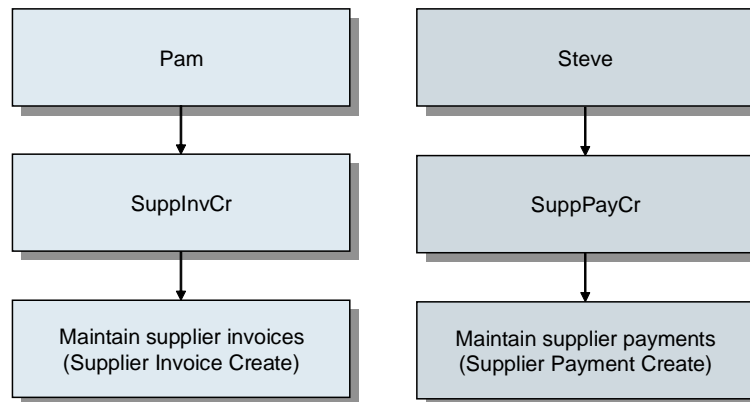 Pam
SuppInvCr
Maintain supplier invoices
(Supplier Invoice Create)
Steve
SuppPayCr
Maintain supplier payments
(Supplier Payment Create)